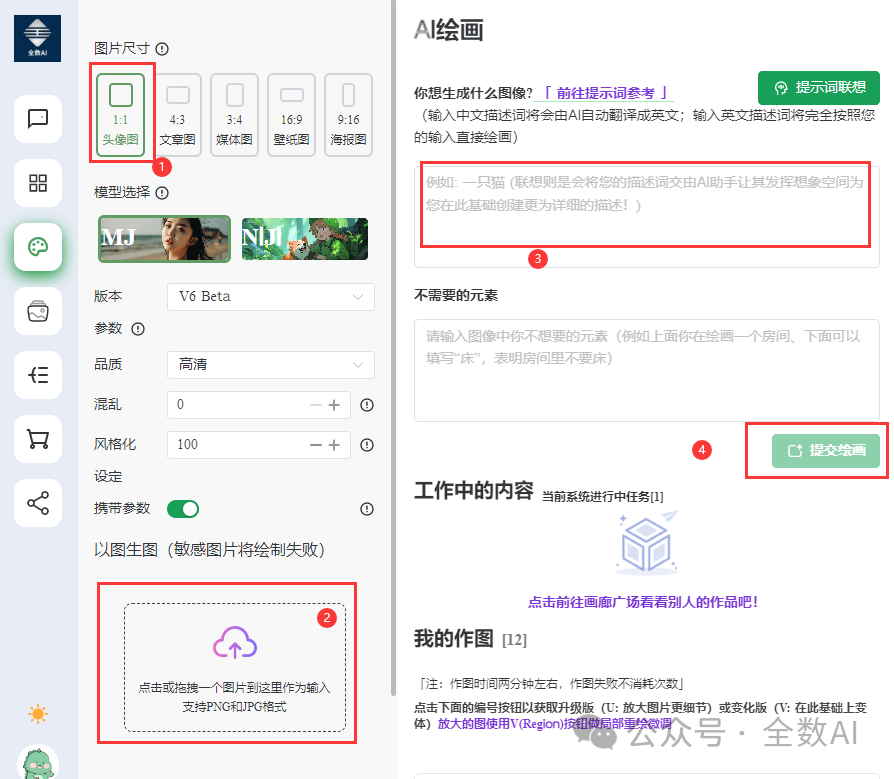 全数AI
图片尺寸
1:1
头像图
4:3
文章图
3:4
媒体图
16:9
壁纸图
9:16
海报图
1
模型选择
MJ
NIJI
版本
V6 Beta
参数
品质
高清
混乱
0
风格化
100
设定
携带参数
以图生图（敏感图片将绘制失败）
2
点击或拖拽一个图片到这里作为输入
支持PNG和JPG格式
AI绘画
你想生成什么图像?「 前往提示词参考 」
提示词联想
（输入中文描述词将会由AI自动翻译成英文；输入英文描述词将完全按照您
的输入直接绘画）
例如: 一只猫 (联想则是会将您的描述词交由AI助手让其发挥想象空间为
您在此基础创建更为详细的描述！)
3
不需要的元素
请输入图像中你不想要的元素（例如上面你在绘画一个房间、下面可以
填写“床”，表明房间里不要床）
4
提交绘画
工作中的内容 当前系统进行中任务[1]
点击前往画廊广场看看别人的作品吧!
我的作图 [12]
「注：作图时间两分钟左右，作图失败不消耗次数」
点击下面的编号按钮以获取升级版（U: 放大图片更细节）或变化版（V: 在此基础上变
体）放大的图使用V(Region)按钮做局部重绘微调
公众号 · 全数AI